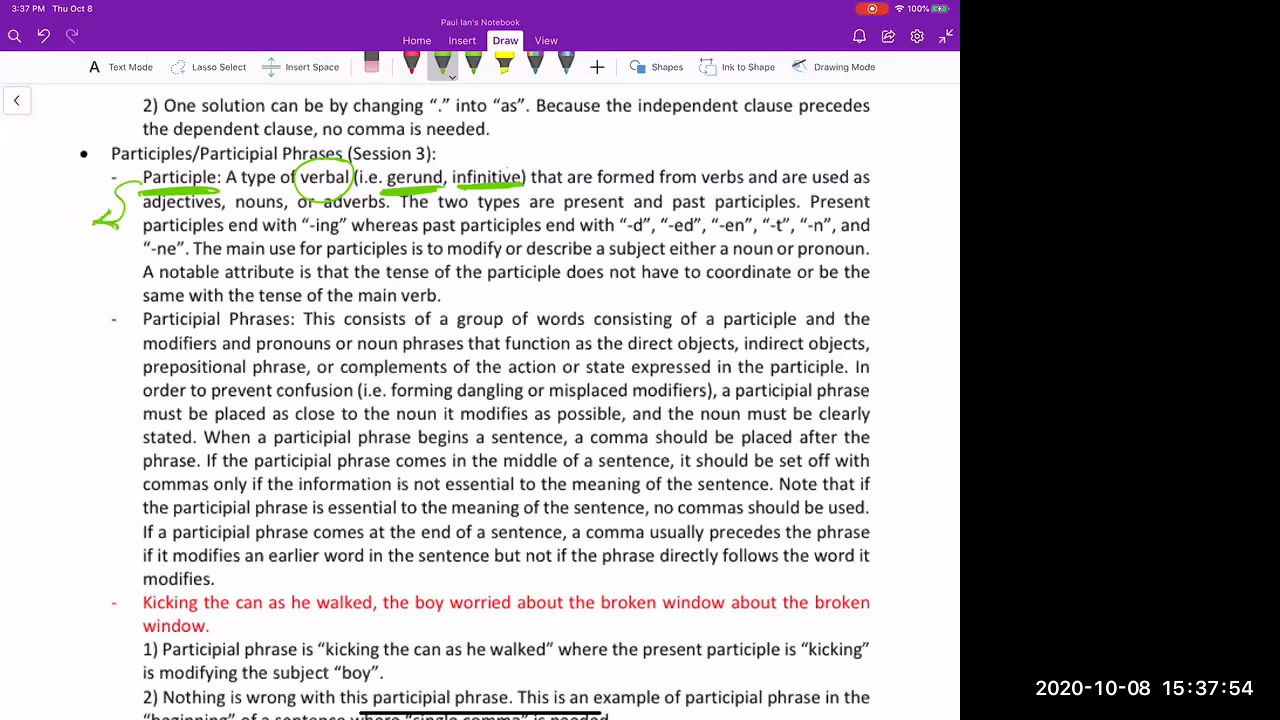 3:37 PM Thu Oct 8
100%
Paul Ian's Notebook
Home Insert Draw View
Text Mode Lasso Select Insert Space Shapes Ink to Shape Drawing Mode
2) One solution can be by changing “.” into “as”. Because the independent clause precedes
the dependent clause, no comma is needed.
• Participles/Participial Phrases (Session 3):
- Participle: A type of verbal (i.e. gerund, infinitive) that are formed from verbs and are used as
adjectives, nouns, or adverbs. The two types are present and past participles. Present
participles end with “-ing” whereas past participles end with “-d”, “-ed”, “-en”, “-t”, “-n”, and
“-ne”. The main use for participles is to modify or describe a subject either a noun or pronoun.
A notable attribute is that the tense of the participle does not have to coordinate or be the
same with the tense of the main verb.
- Participial Phrases: This consists of a group of words consisting of a participle and the
modifiers and pronouns or noun phrases that function as the direct objects, indirect objects,
prepositional phrase, or complements of the action or state expressed in the participle. In
order to prevent confusion (i.e. forming dangling or misplaced modifiers), a participial phrase
must be placed as close to the noun it modifies as possible, and the noun must be clearly
stated. When a participial phrase begins a sentence, a comma should be placed after the
phrase. If the participial phrase comes in the middle of a sentence, it should be set off with
commas only if the information is not essential to the meaning of the sentence. Note that if
the participial phrase is essential to the meaning of the sentence, no commas should be used.
If a participial phrase comes at the end of a sentence, a comma usually precedes the phrase
if it modifies an earlier word in the sentence but not if the phrase directly follows the word it
modifies.
- Kicking the can as he walked, the boy worried about the broken window about the broken
window.
1) Participial phrase is “kicking the can as he walked” where the present participle is “kicking”
is modifying the subject “boy”.
2) Nothing is wrong with this participial phrase. This is an example of participial phrase in the
“beginning” of a sentence where “single comma” is needed.
2020-10-08 15:37:54